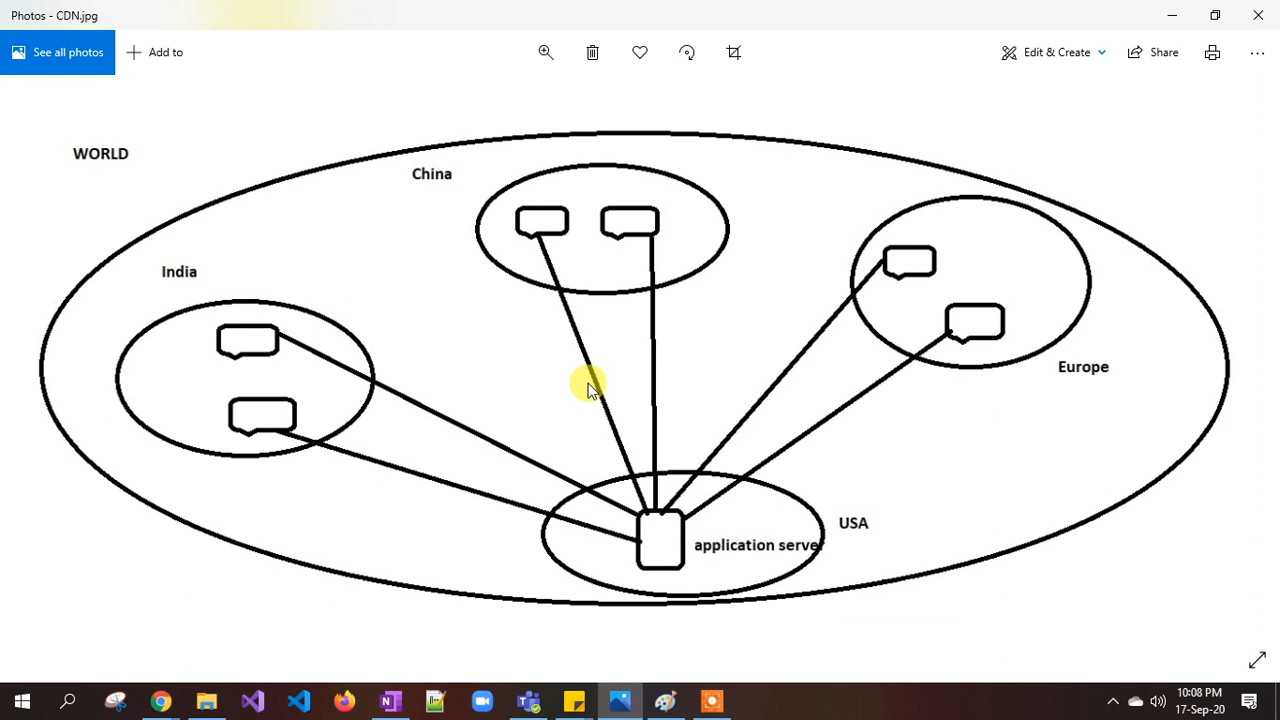 Photos - CDN.jpg
See all photos
Add to
Edit & Create
Share
WORLD
China
India
Europe
USA
application server
10:08 PM
17-Sep-20